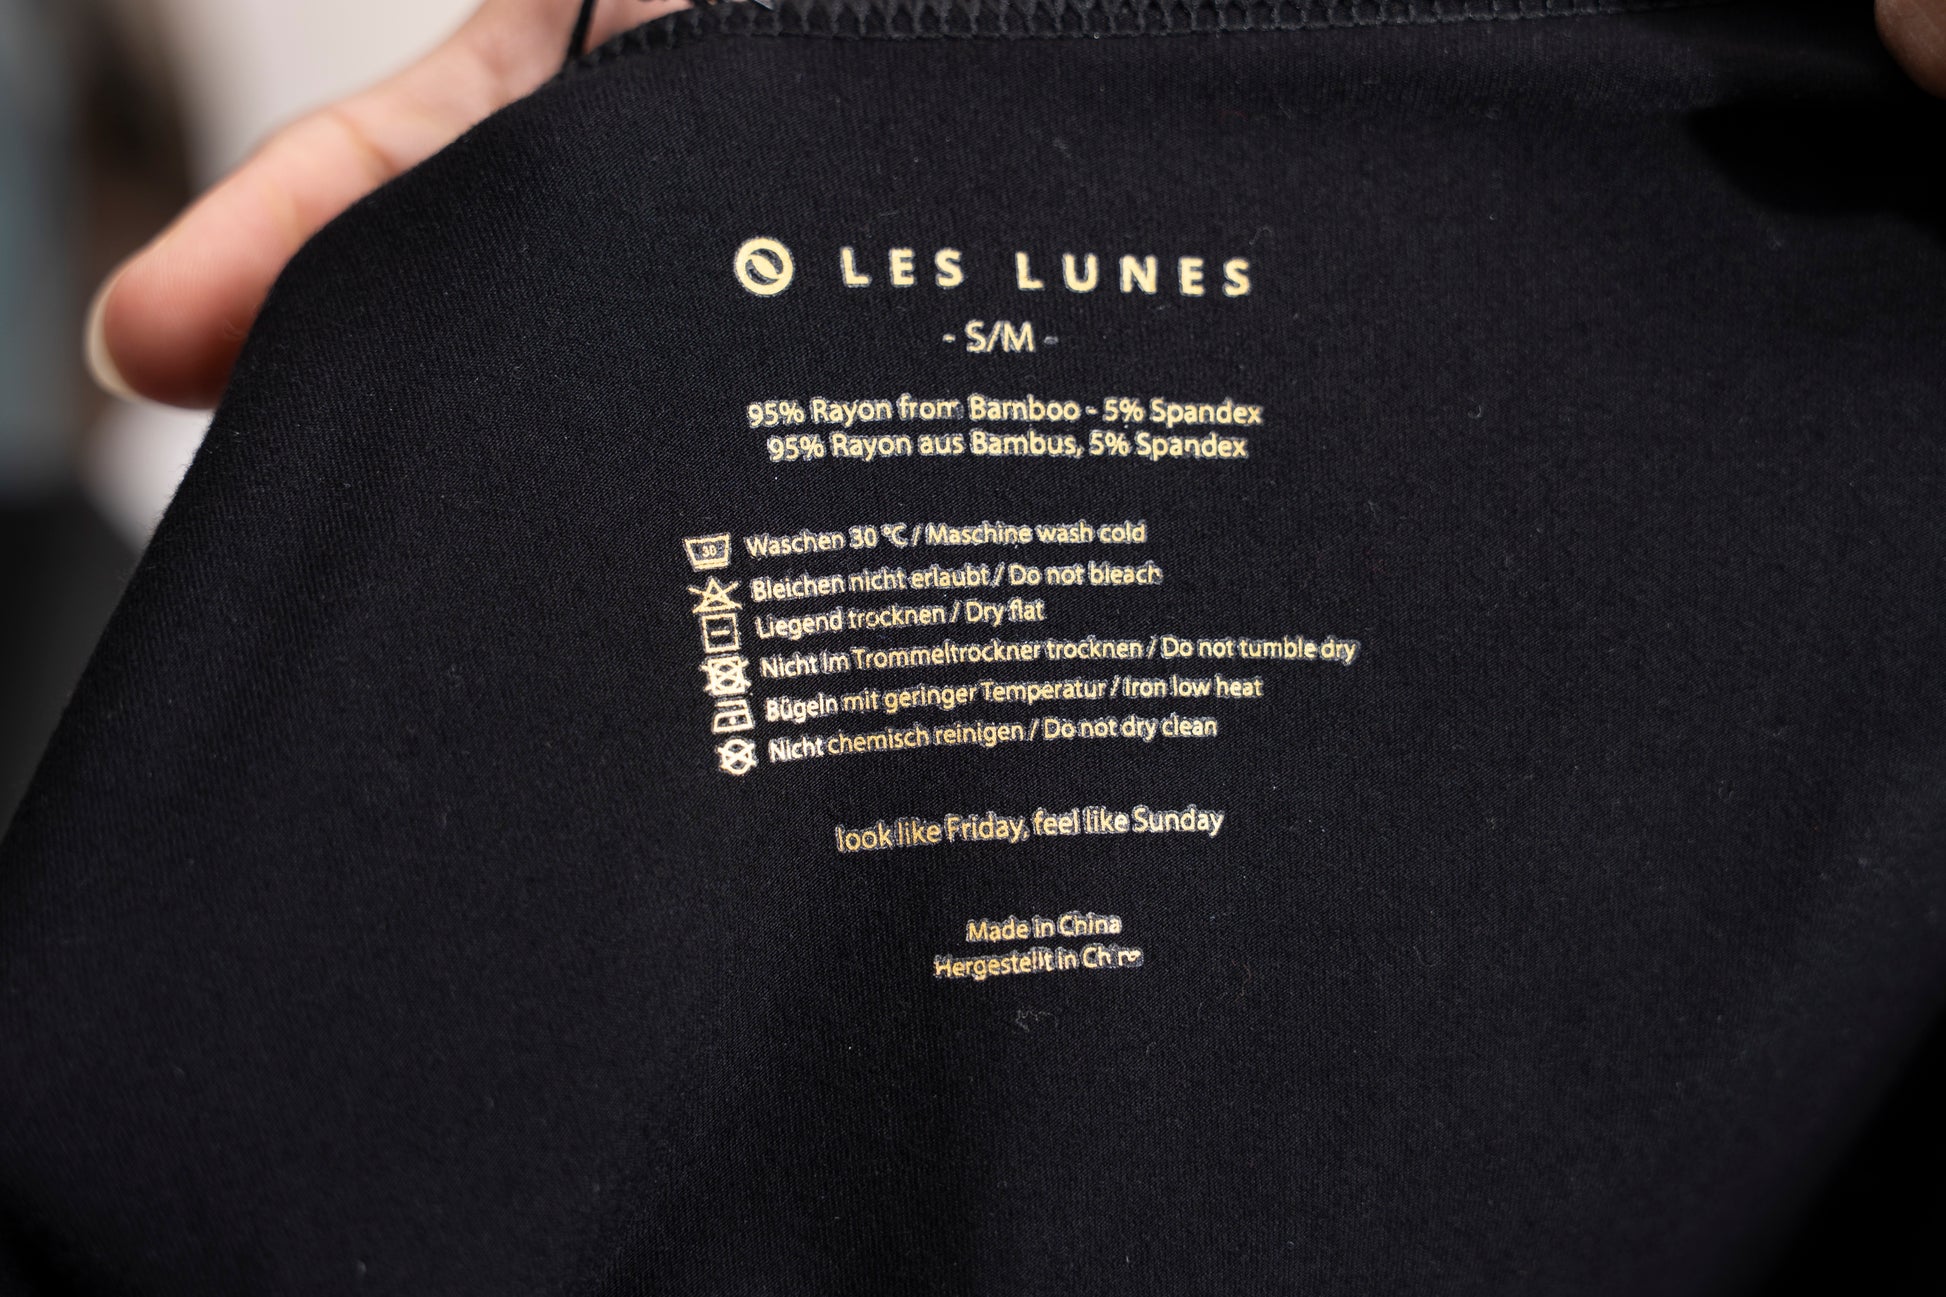 LES LUNES
- S/M -
95% Rayon from Bamboo - 5% Spandex
95% Rayon aus Bambus, 5% Spandex
30 Waschen 30 °C / Maschine wash cold
Bleichen nicht erlaubt / Do not bleach
Liegend trocknen / Dry flat
Nicht im Trommeltrockner trocknen / Do not tumble dry
Bügeln mit geringer Temperatur / Iron low heat
Nicht chemisch reinigen / Do not dry clean
look like Friday, feel like Sunday
Made in China
Hergestellt in China